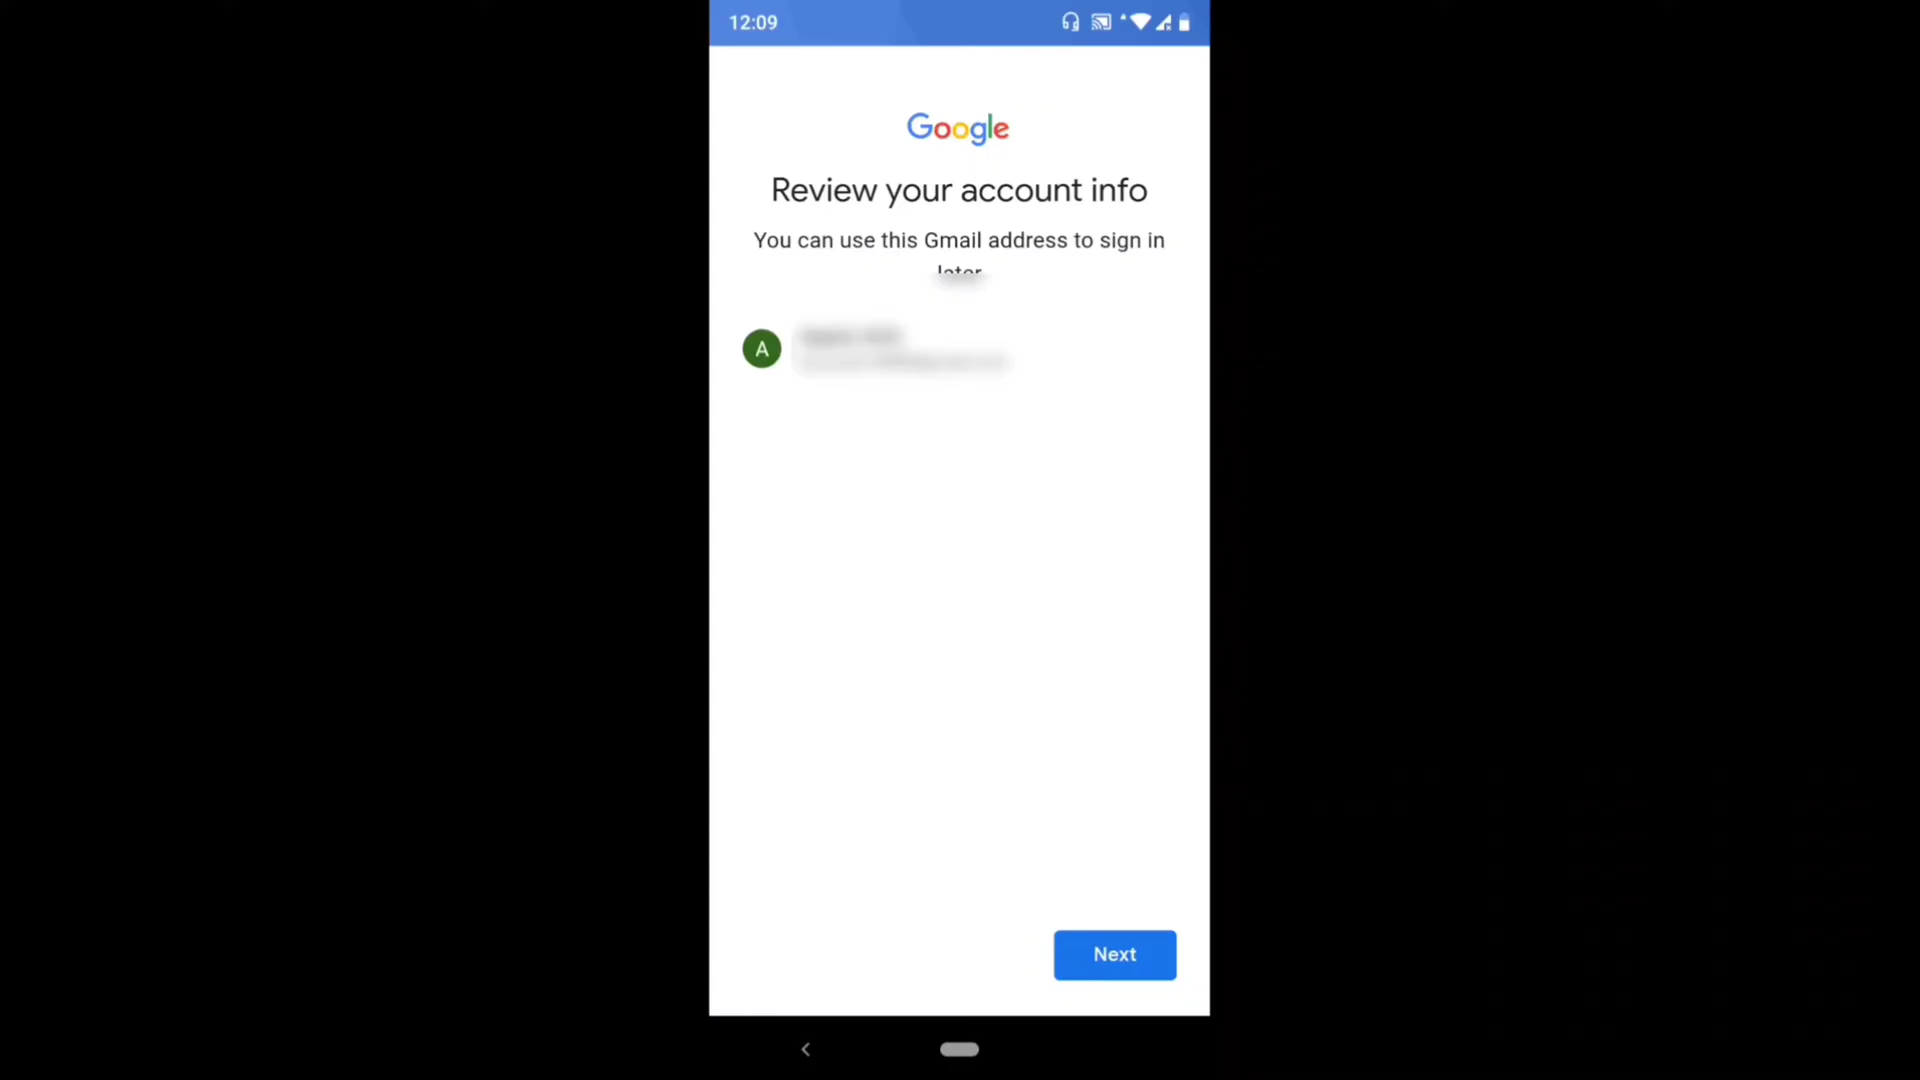 12:09
Google
Review your account info
You can use this Gmail address to sign in
later
A
Next